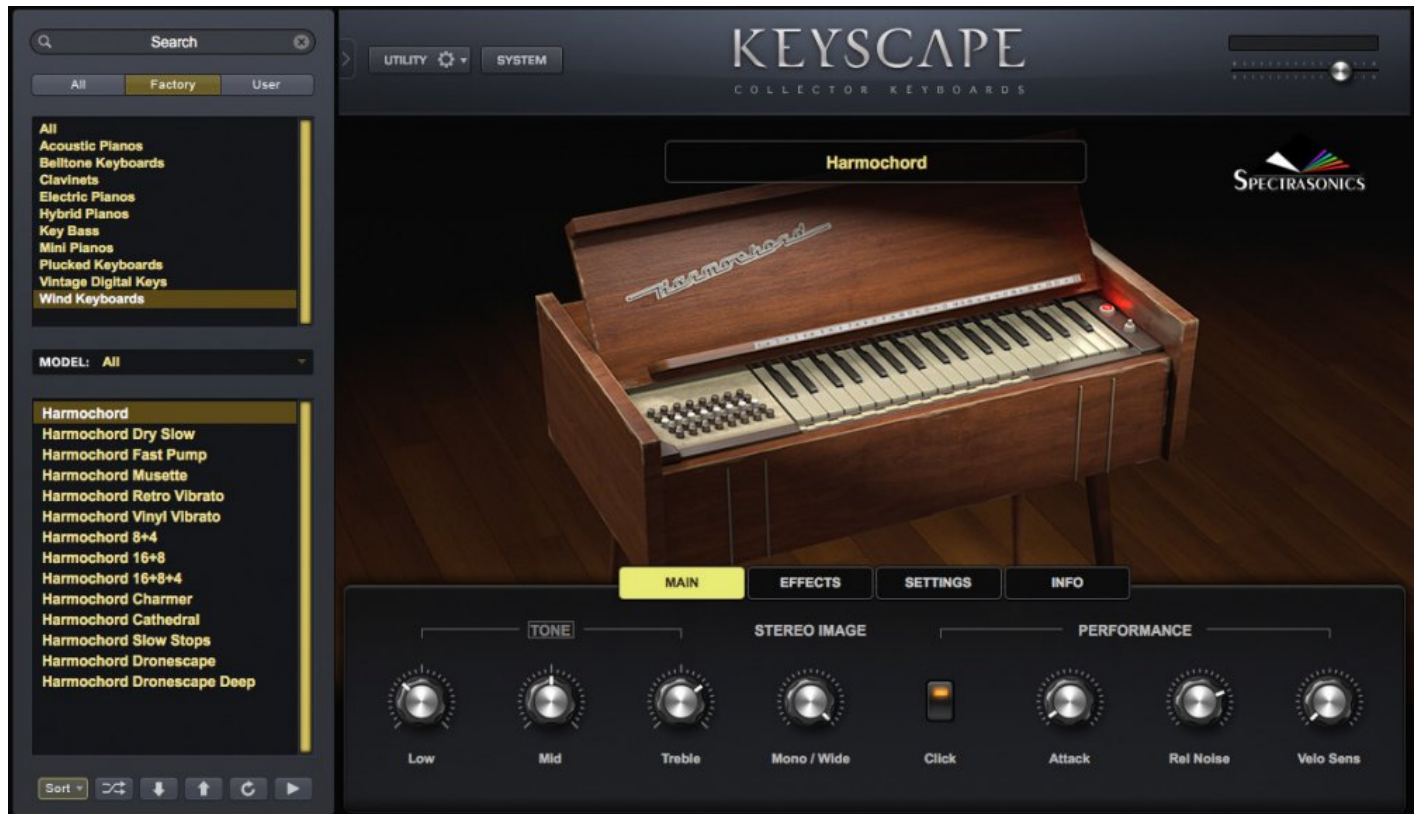 Search
All Factory User
All
Acoustic Pianos
Belltone Keyboards
Clavinets
Electric Pianos
Hybrid Pianos
Key Bass
Mini Pianos
Plucked Keyboards
Vintage Digital Keys
Wind Keyboards
MODEL: All
Harmochord
Harmochord Dry Slow
Harmochord Fast Pump
Harmochord Musette
Harmochord Retro Vibrato
Harmochord Vinyl Vibrato
Harmochord 8+4
Harmochord 16+8
Harmochord 16+8+4
Harmochord Charmer
Harmochord Cathedral
Harmochord Slow Stops
Harmochord Dronescape
Harmochord Dronescape Deep
Sort
UTILITY SYSTEM
KEYSCAPE
COLLECTOR KEYBOARDS
Harmochord
SPECTRASONICS
Harmochord
MAIN EFFECTS SETTINGS INFO
TONE STEREO IMAGE PERFORMANCE
Low Mid Treble Mono / Wide Click Attack Rel Noise Velo Sens